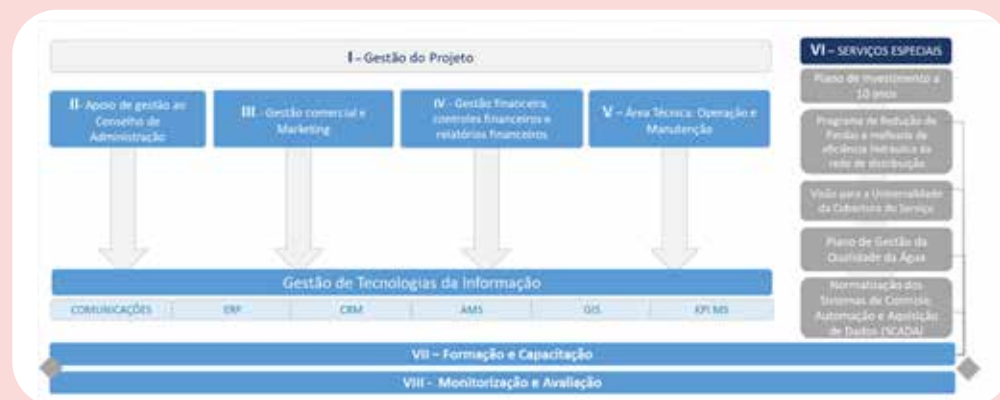 I - Gestão do Projeto
II- Apoio de gestão ao
Conselho de
Administração
III - Gestão comercial e
Marketing
IV - Gestão financeira,
controles financeiros e
relatórios financeiros
V – Área Técnica: Operação e
Manutenção
Gestão de Tecnologias da Informação
COMUNICAÇÕES
ERP
CRM
AMS
GIS
KPI MS
VI – SERVIÇOS ESPECIAIS
Plano de Investimento a
10 anos
Programa de Redução de
Perdas e melhoria da
eficiência hidráulica da
rede de distribuição
Visão para a Universalidade
da Cobertura do Serviço
Plano de Gestão da
Qualidade da Água
Normalização dos
Sistemas de Controlo,
Automação e Aquisição
de Dados (SCADA)
VII – Formação e Capacitação
VIII - Monitorização e Avaliação